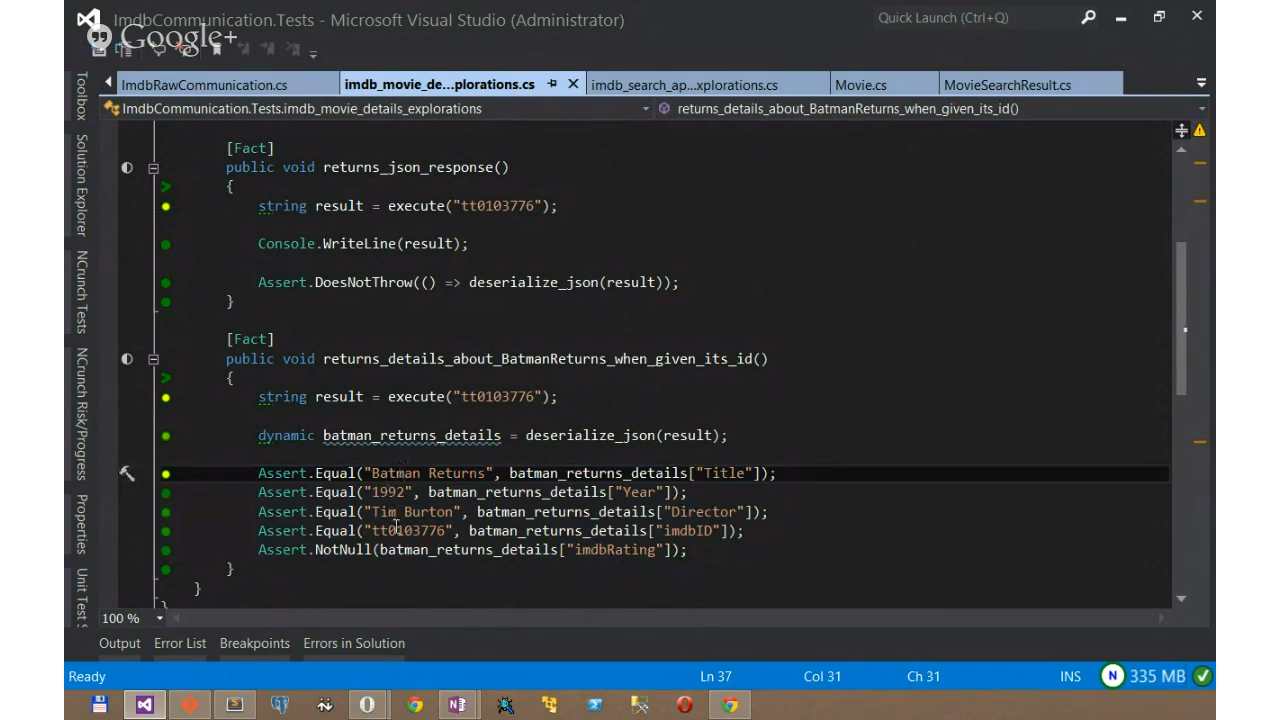 ImdbCommunication.Tests - Microsoft Visual Studio (Administrator)
Quick Launch (Ctrl+Q)
Google+
ImdbRawCommunication.cs
imdb_movie_de...plorations.cs
imdb_search_ap...xplorations.cs
Movie.cs
MovieSearchResult.cs
ImdbCommunication.Tests.imdb_movie_details_explorations
returns_details_about_BatmanReturns_when_given_its_id()
Toolbox
Solution Explorer
NCrunch Tests
NCrunch Risk/Progress
Properties
Unit Test S
[Fact]
public void returns_json_response()
{
string result = execute("tt0103776");
Console.WriteLine(result);
Assert.DoesNotThrow(() => deserialize_json(result));
}
[Fact]
public void returns_details_about_BatmanReturns_when_given_its_id()
{
string result = execute("tt0103776");
dynamic batman_returns_details = deserialize_json(result);
Assert.Equal("Batman Returns", batman_returns_details["Title"]);
Assert.Equal("1992", batman_returns_details["Year"]);
Assert.Equal("Tim Burton", batman_returns_details["Director"]);
Assert.Equal("tt0103776", batman_returns_details["imdbID"]);
Assert.NotNull(batman_returns_details["imdbRating"]);
}
}
}
100 %
Output
Error List
Breakpoints
Errors in Solution
Ready
Ln 37
Col 31
Ch 31
INS
N
335 MB